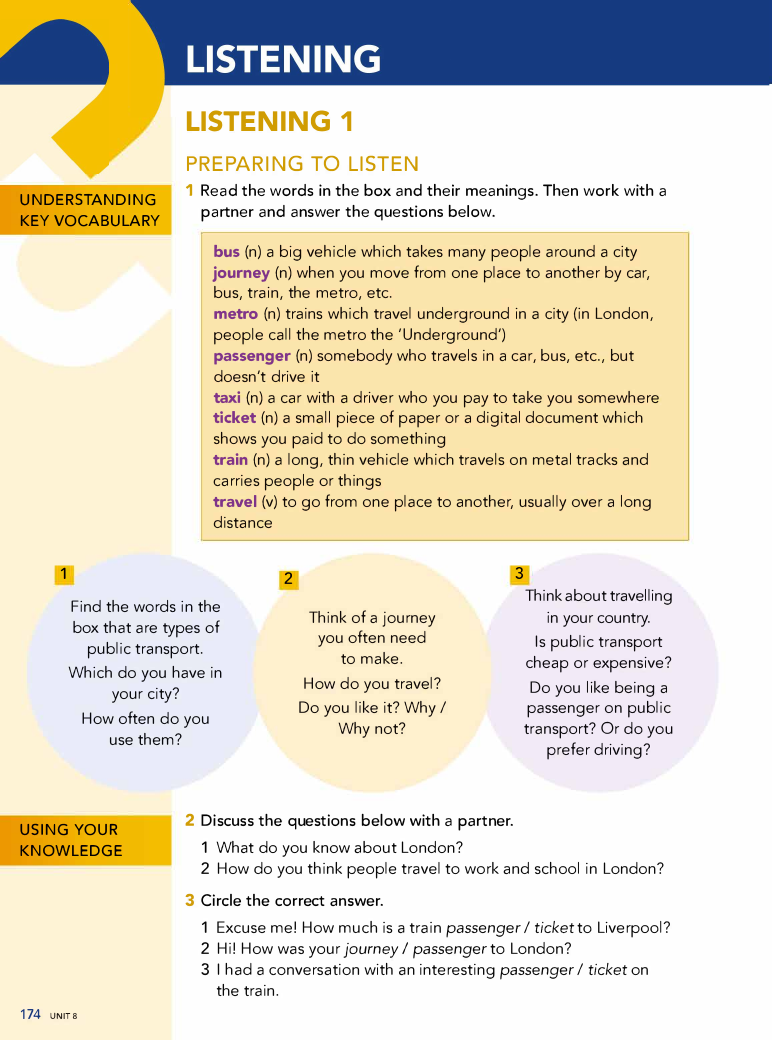 LISTENING
LISTENING 1
PREPARING TO LISTEN
UNDERSTANDING
KEY VOCABULARY
1 Read the words in the box and their meanings. Then work with a
partner and answer the questions below.
bus (n) a big vehicle which takes many people around a city
journey (n) when you move from one place to another by car,
bus, train, the metro, etc.
metro (n) trains which travel underground in a city (in London,
people call the metro the ‘Underground’)
passenger (n) somebody who travels in a car, bus, etc., but
doesn’t drive it
taxi (n) a car with a driver who you pay to take you somewhere
ticket (n) a small piece of paper or a digital document which
shows you paid to do something
train (n) a long, thin vehicle which travels on metal tracks and
carries people or things
travel (v) to go from one place to another, usually over a long
distance
1
Find the words in the
box that are types of
public transport.
Which do you have in
your city?
How often do you
use them?
2
Think of a journey
you often need
to make.
How do you travel?
Do you like it? Why /
Why not?
3
Think about travelling
in your country.
Is public transport
cheap or expensive?
Do you like being a
passenger on public
transport? Or do you
prefer driving?
USING YOUR
KNOWLEDGE
2 Discuss the questions below with a partner.
1 What do you know about London?
2 How do you think people travel to work and school in London?
3 Circle the correct answer.
1 Excuse me! How much is a train passenger / ticket to Liverpool?
2 Hi! How was your journey / passenger to London?
3 I had a conversation with an interesting passenger / ticket on
the train.
174 UNIT 8